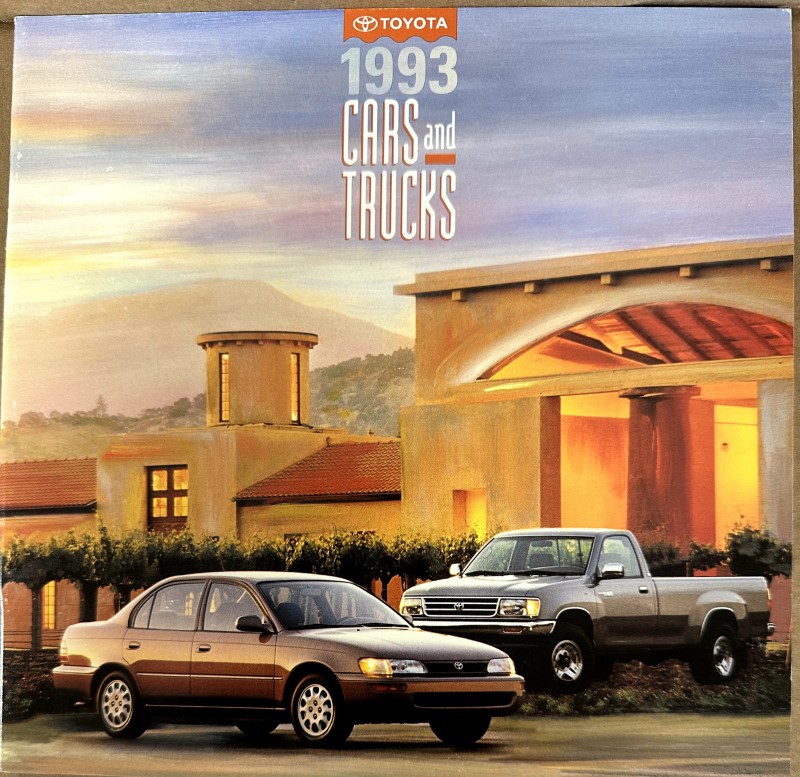 TOYOTA
1993
CARS and
TRUCKS